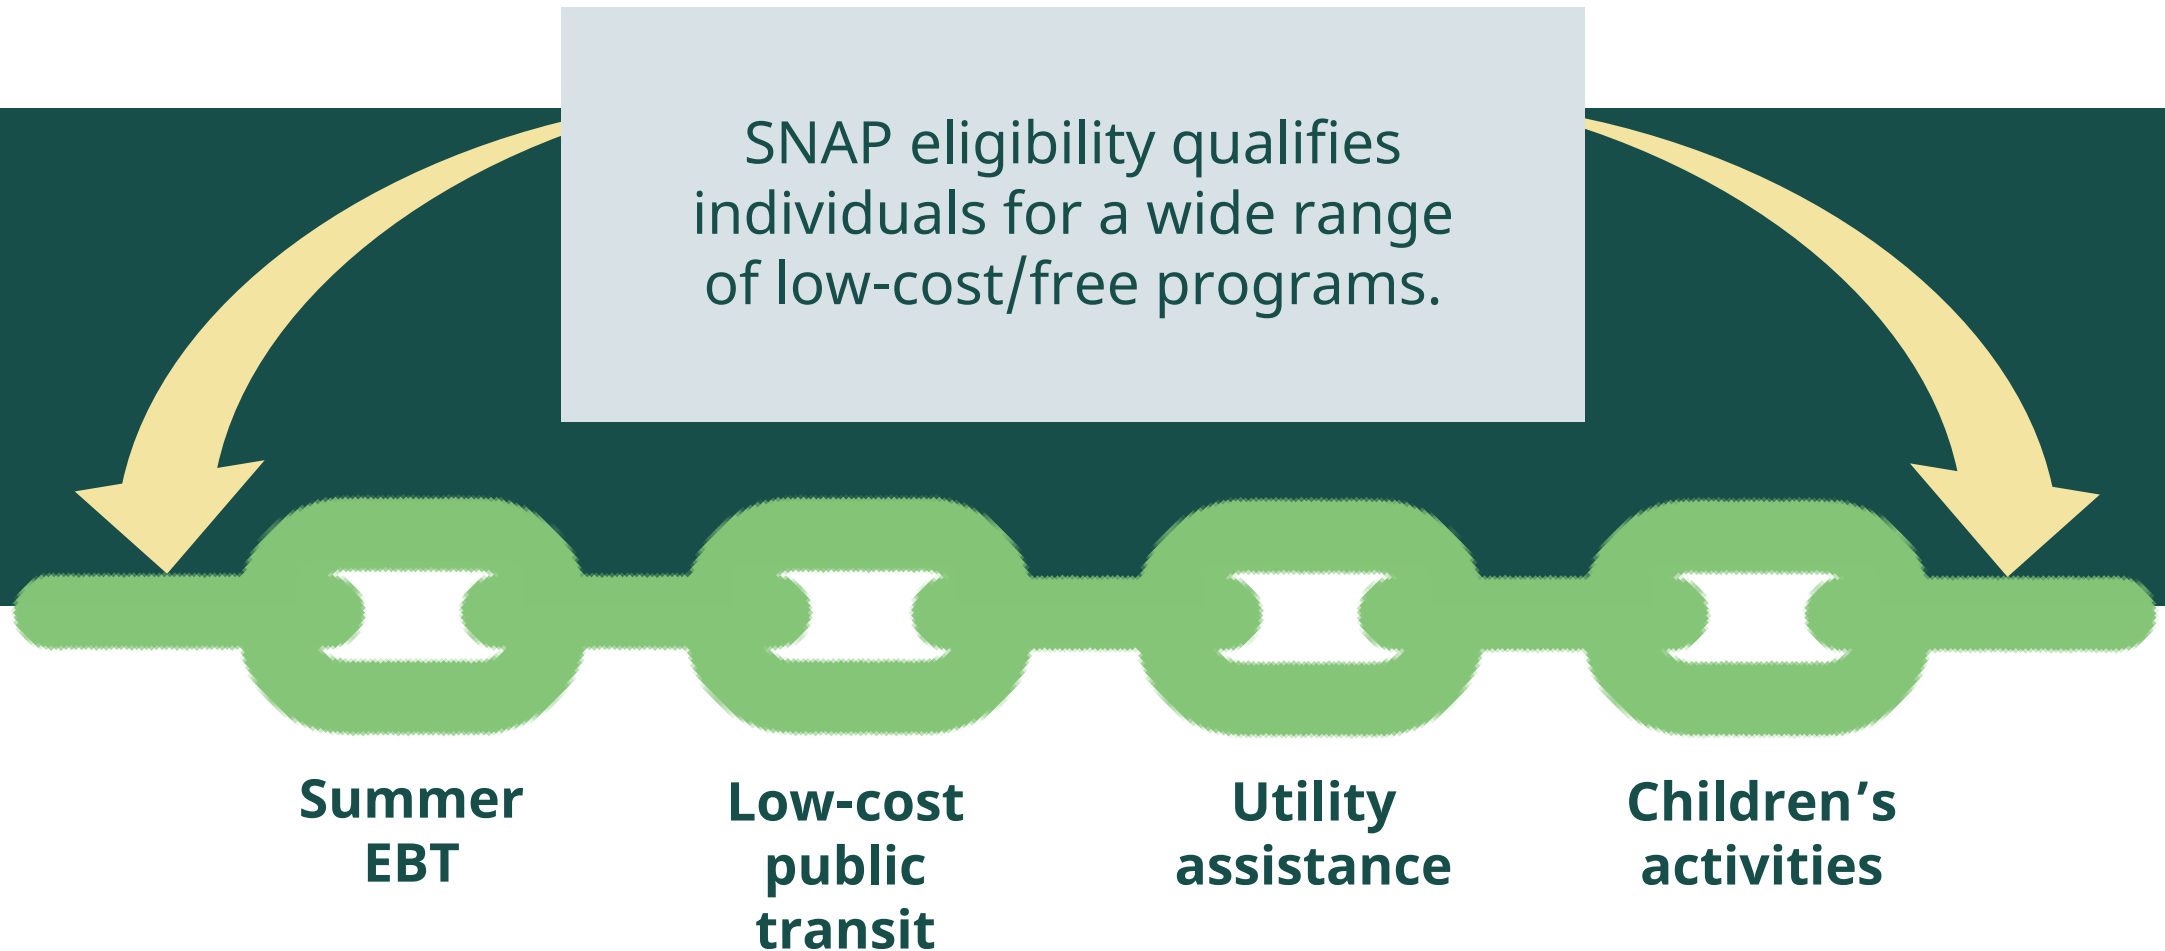 SNAP eligibility qualifies
individuals for a wide range
of low-cost/free programs.
Summer
EBT
Low-cost
public
transit
Utility
assistance
Children’s
activities